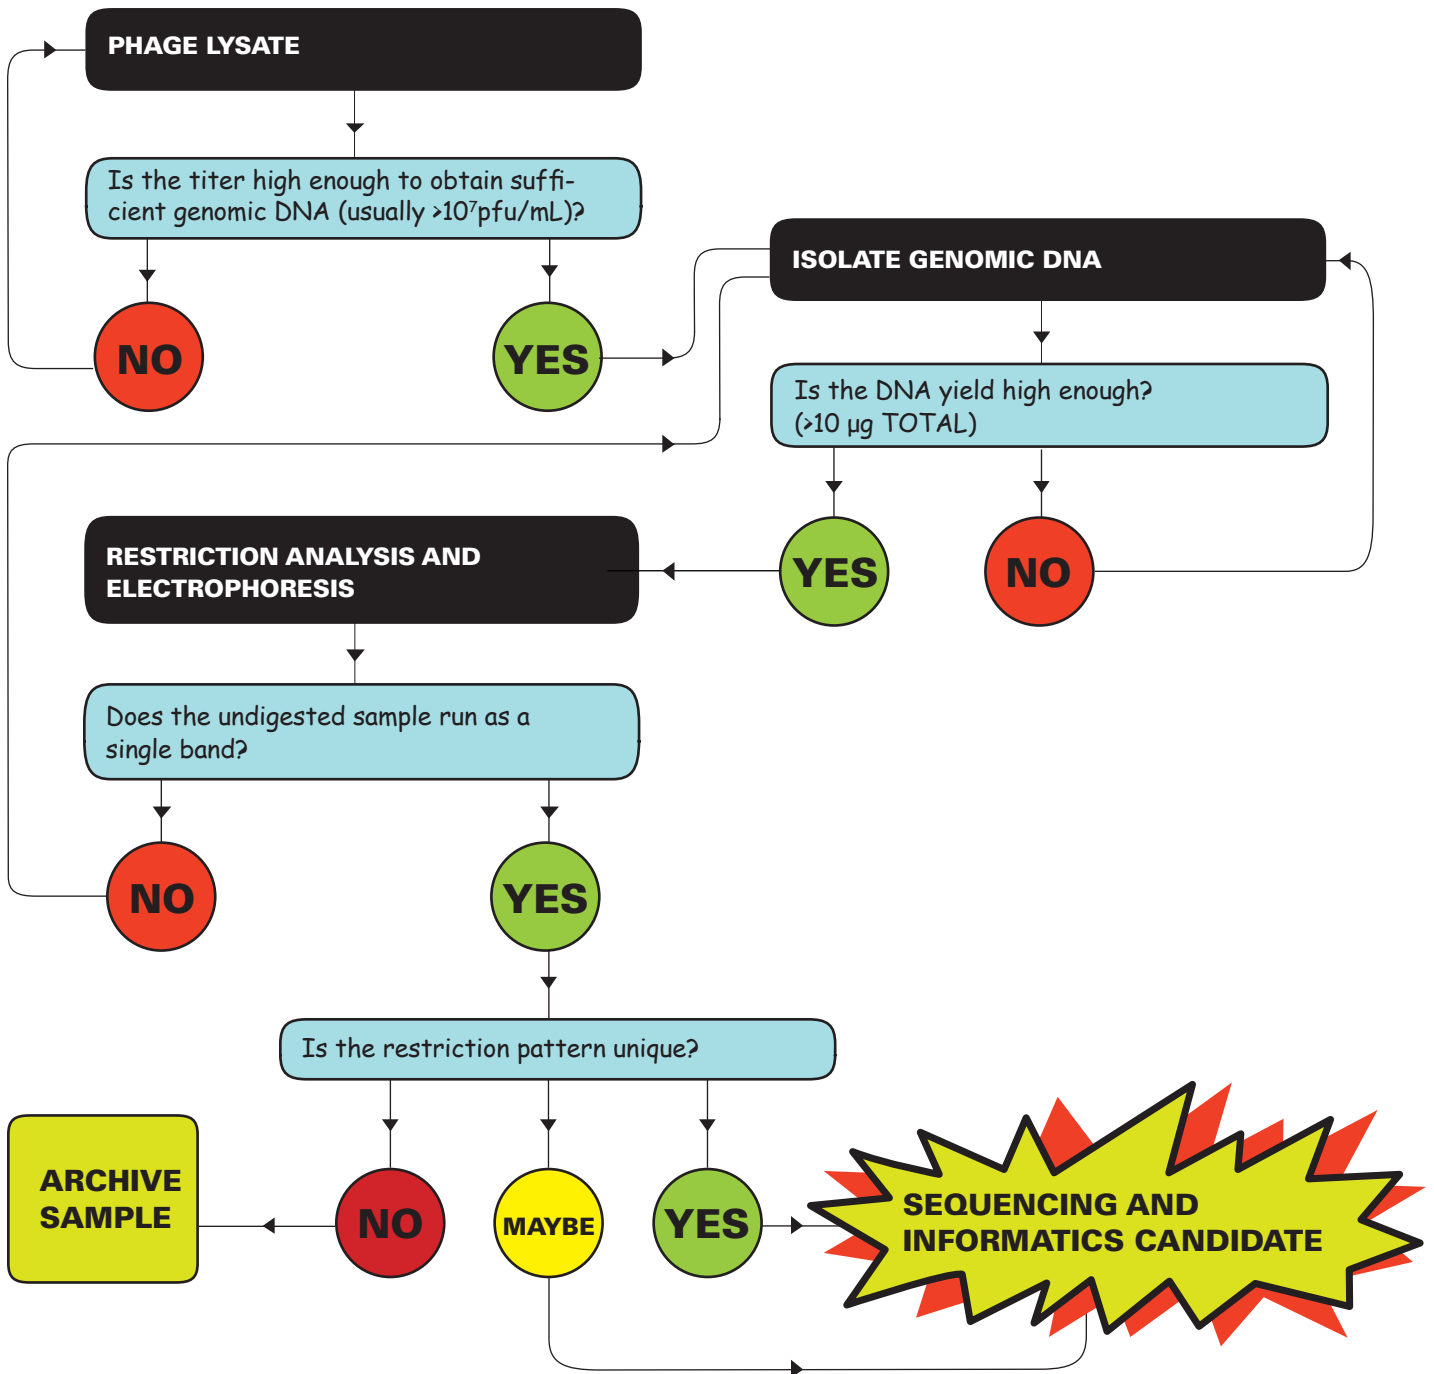 PHAGE LYSATE
Is the titer high enough to obtain suffi-
cient genomic DNA (usually >10⁷pfu/mL)?
NO
YES
ISOLATE GENOMIC DNA
Is the DNA yield high enough?
(>10 µg TOTAL)
YES
NO
RESTRICTION ANALYSIS AND
ELECTROPHORESIS
Does the undigested sample run as a
single band?
NO
YES
Is the restriction pattern unique?
NO
MAYBE
YES
ARCHIVE
SAMPLE
SEQUENCING AND
INFORMATICS CANDIDATE